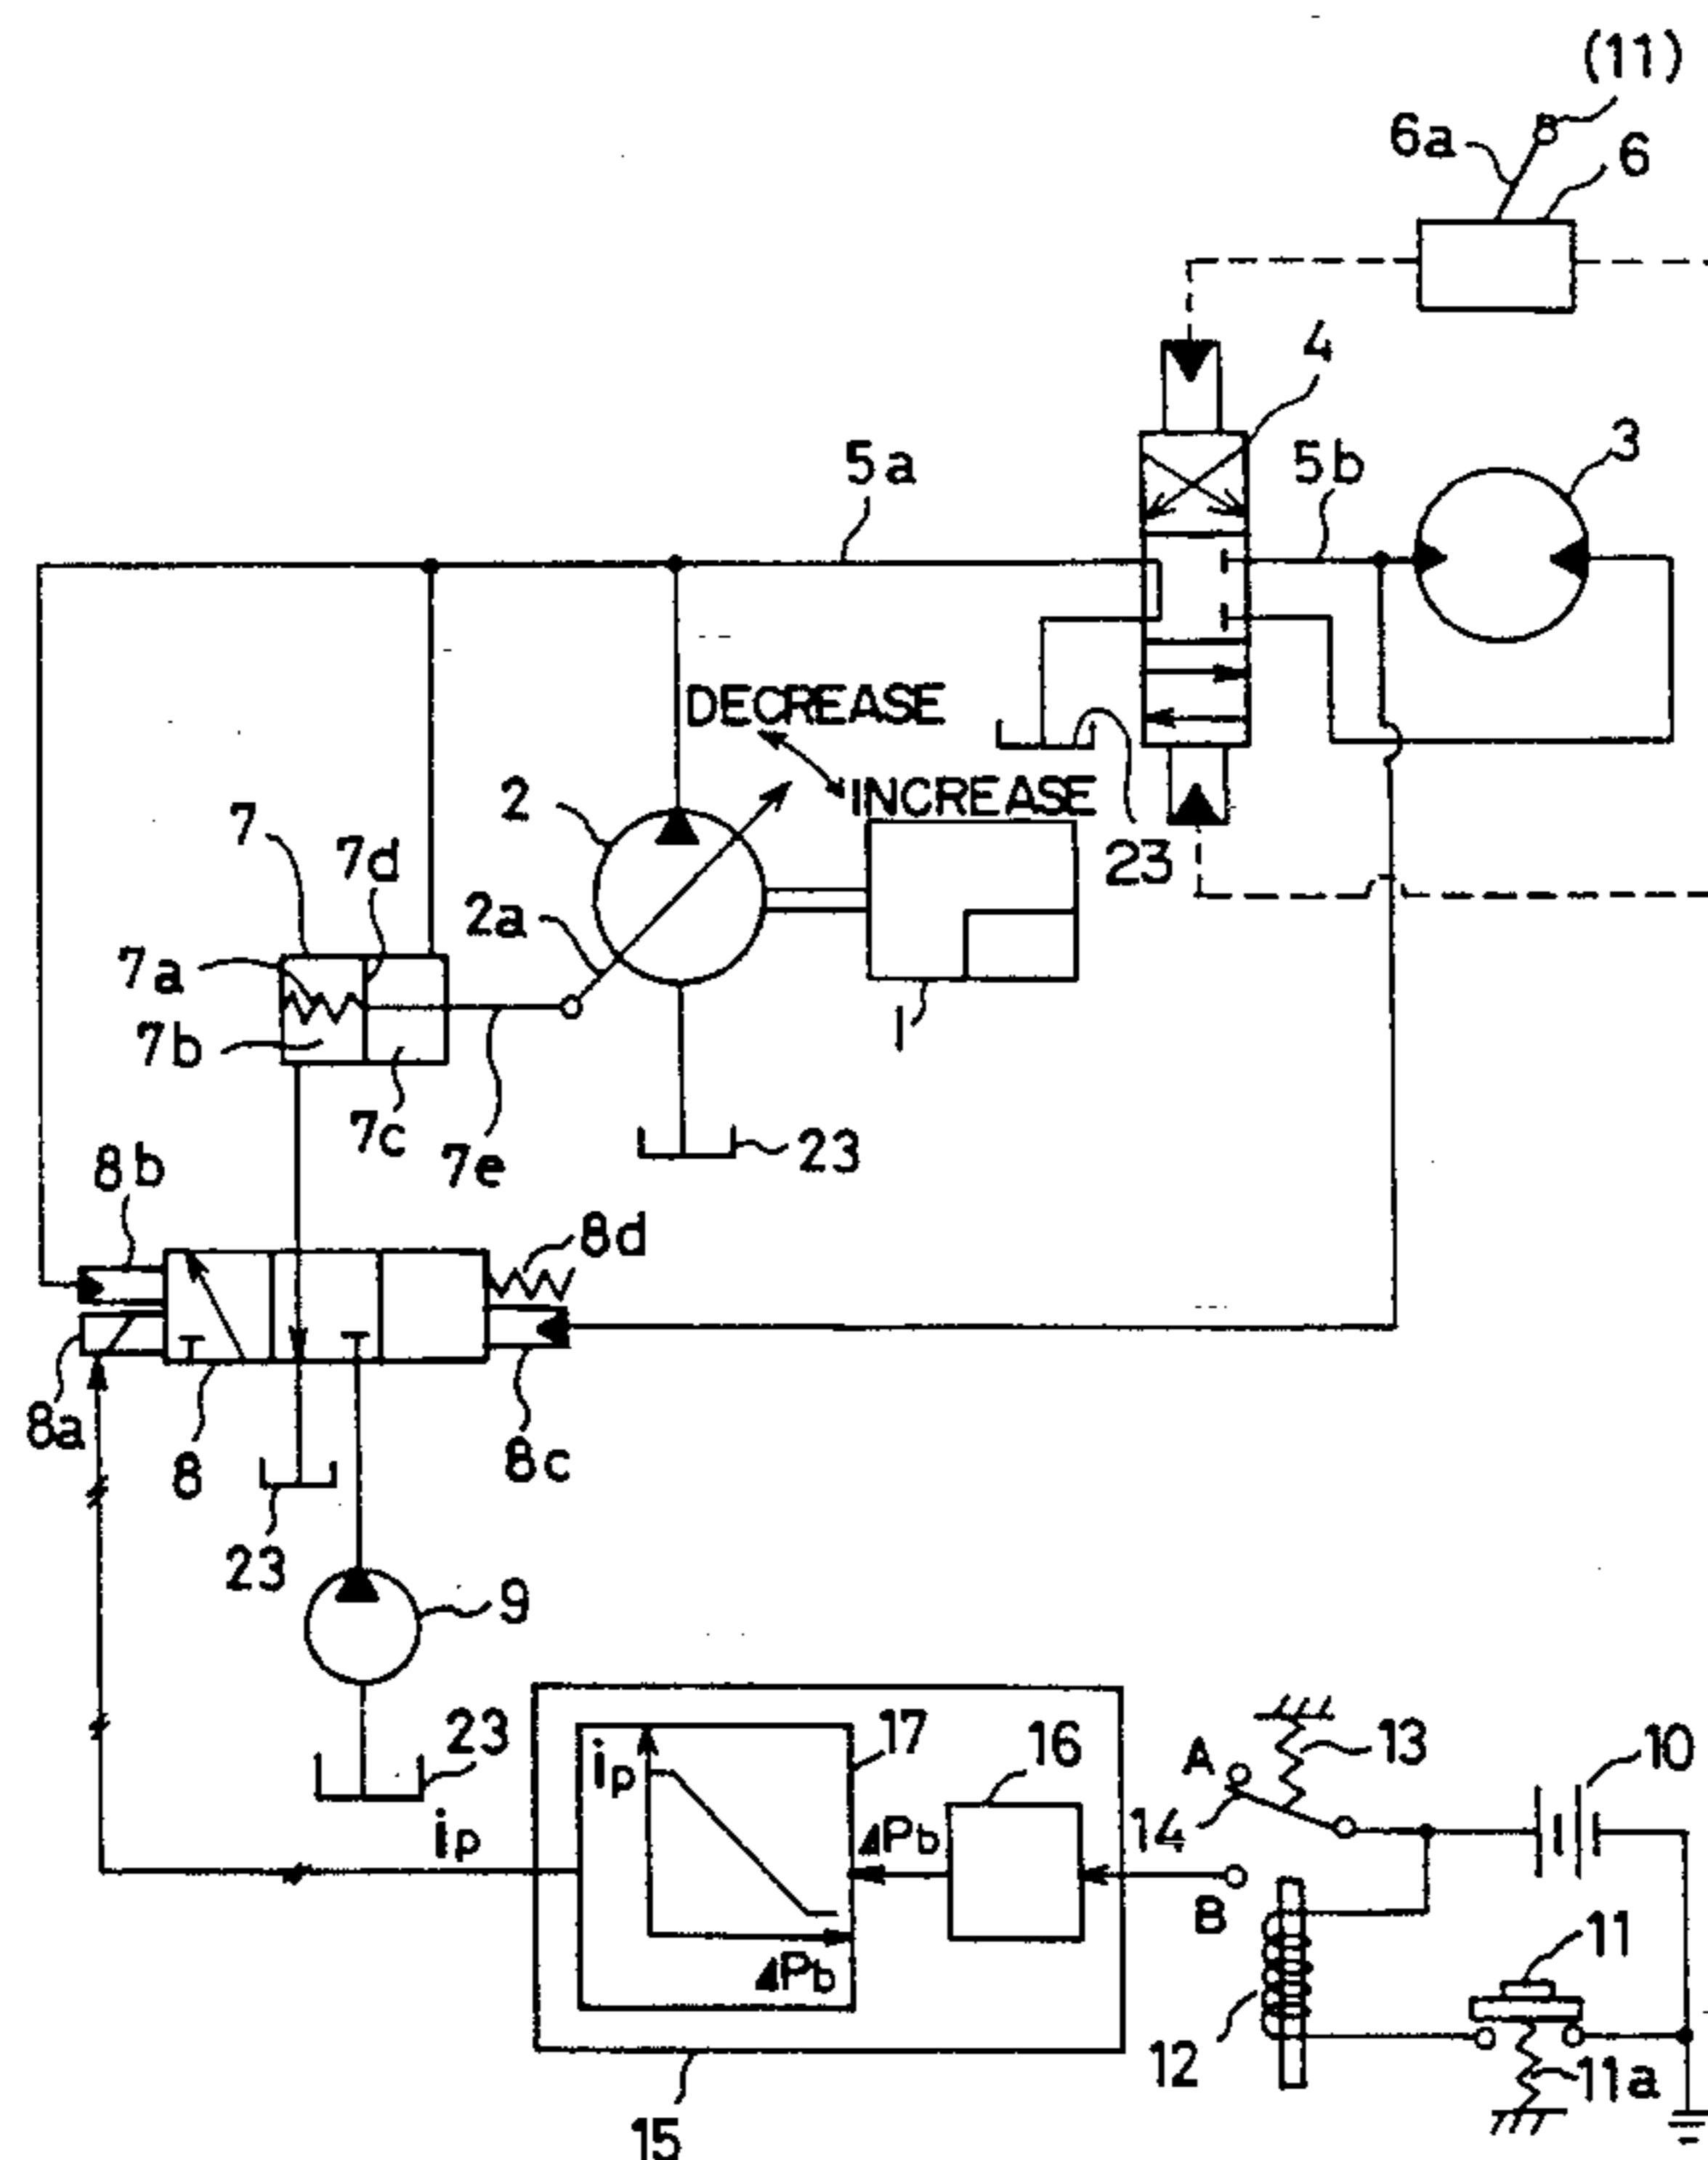 (11)
6a
6
4
3
5a
5b
DECREASE
INCREASE
2
7
7d
23
2a
7a
7b
1
7c
7e
23
8b
8d
8a
8
8c
23
9
23
17
16
A
13
10
ip
14
ip
ΔPb
B
11
ΔPb
12
11a
15